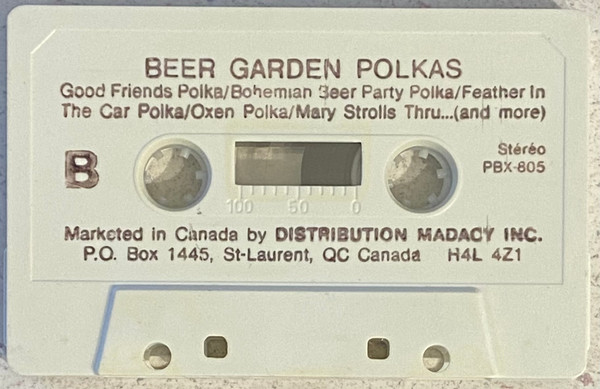 BEER GARDEN POLKAS
Good Friends Polka/Bohemian Beer Party Polka/Feather In
The Car Polka/Oxen Polka/Mary Strolls Thru...(and more)
B
Stéréo
PBX-805
100 50 0
Marketed in Canada by DISTRIBUTION MADACY INC.
P.O. Box 1445, St-Laurent, QC Canada H4L 4Z1